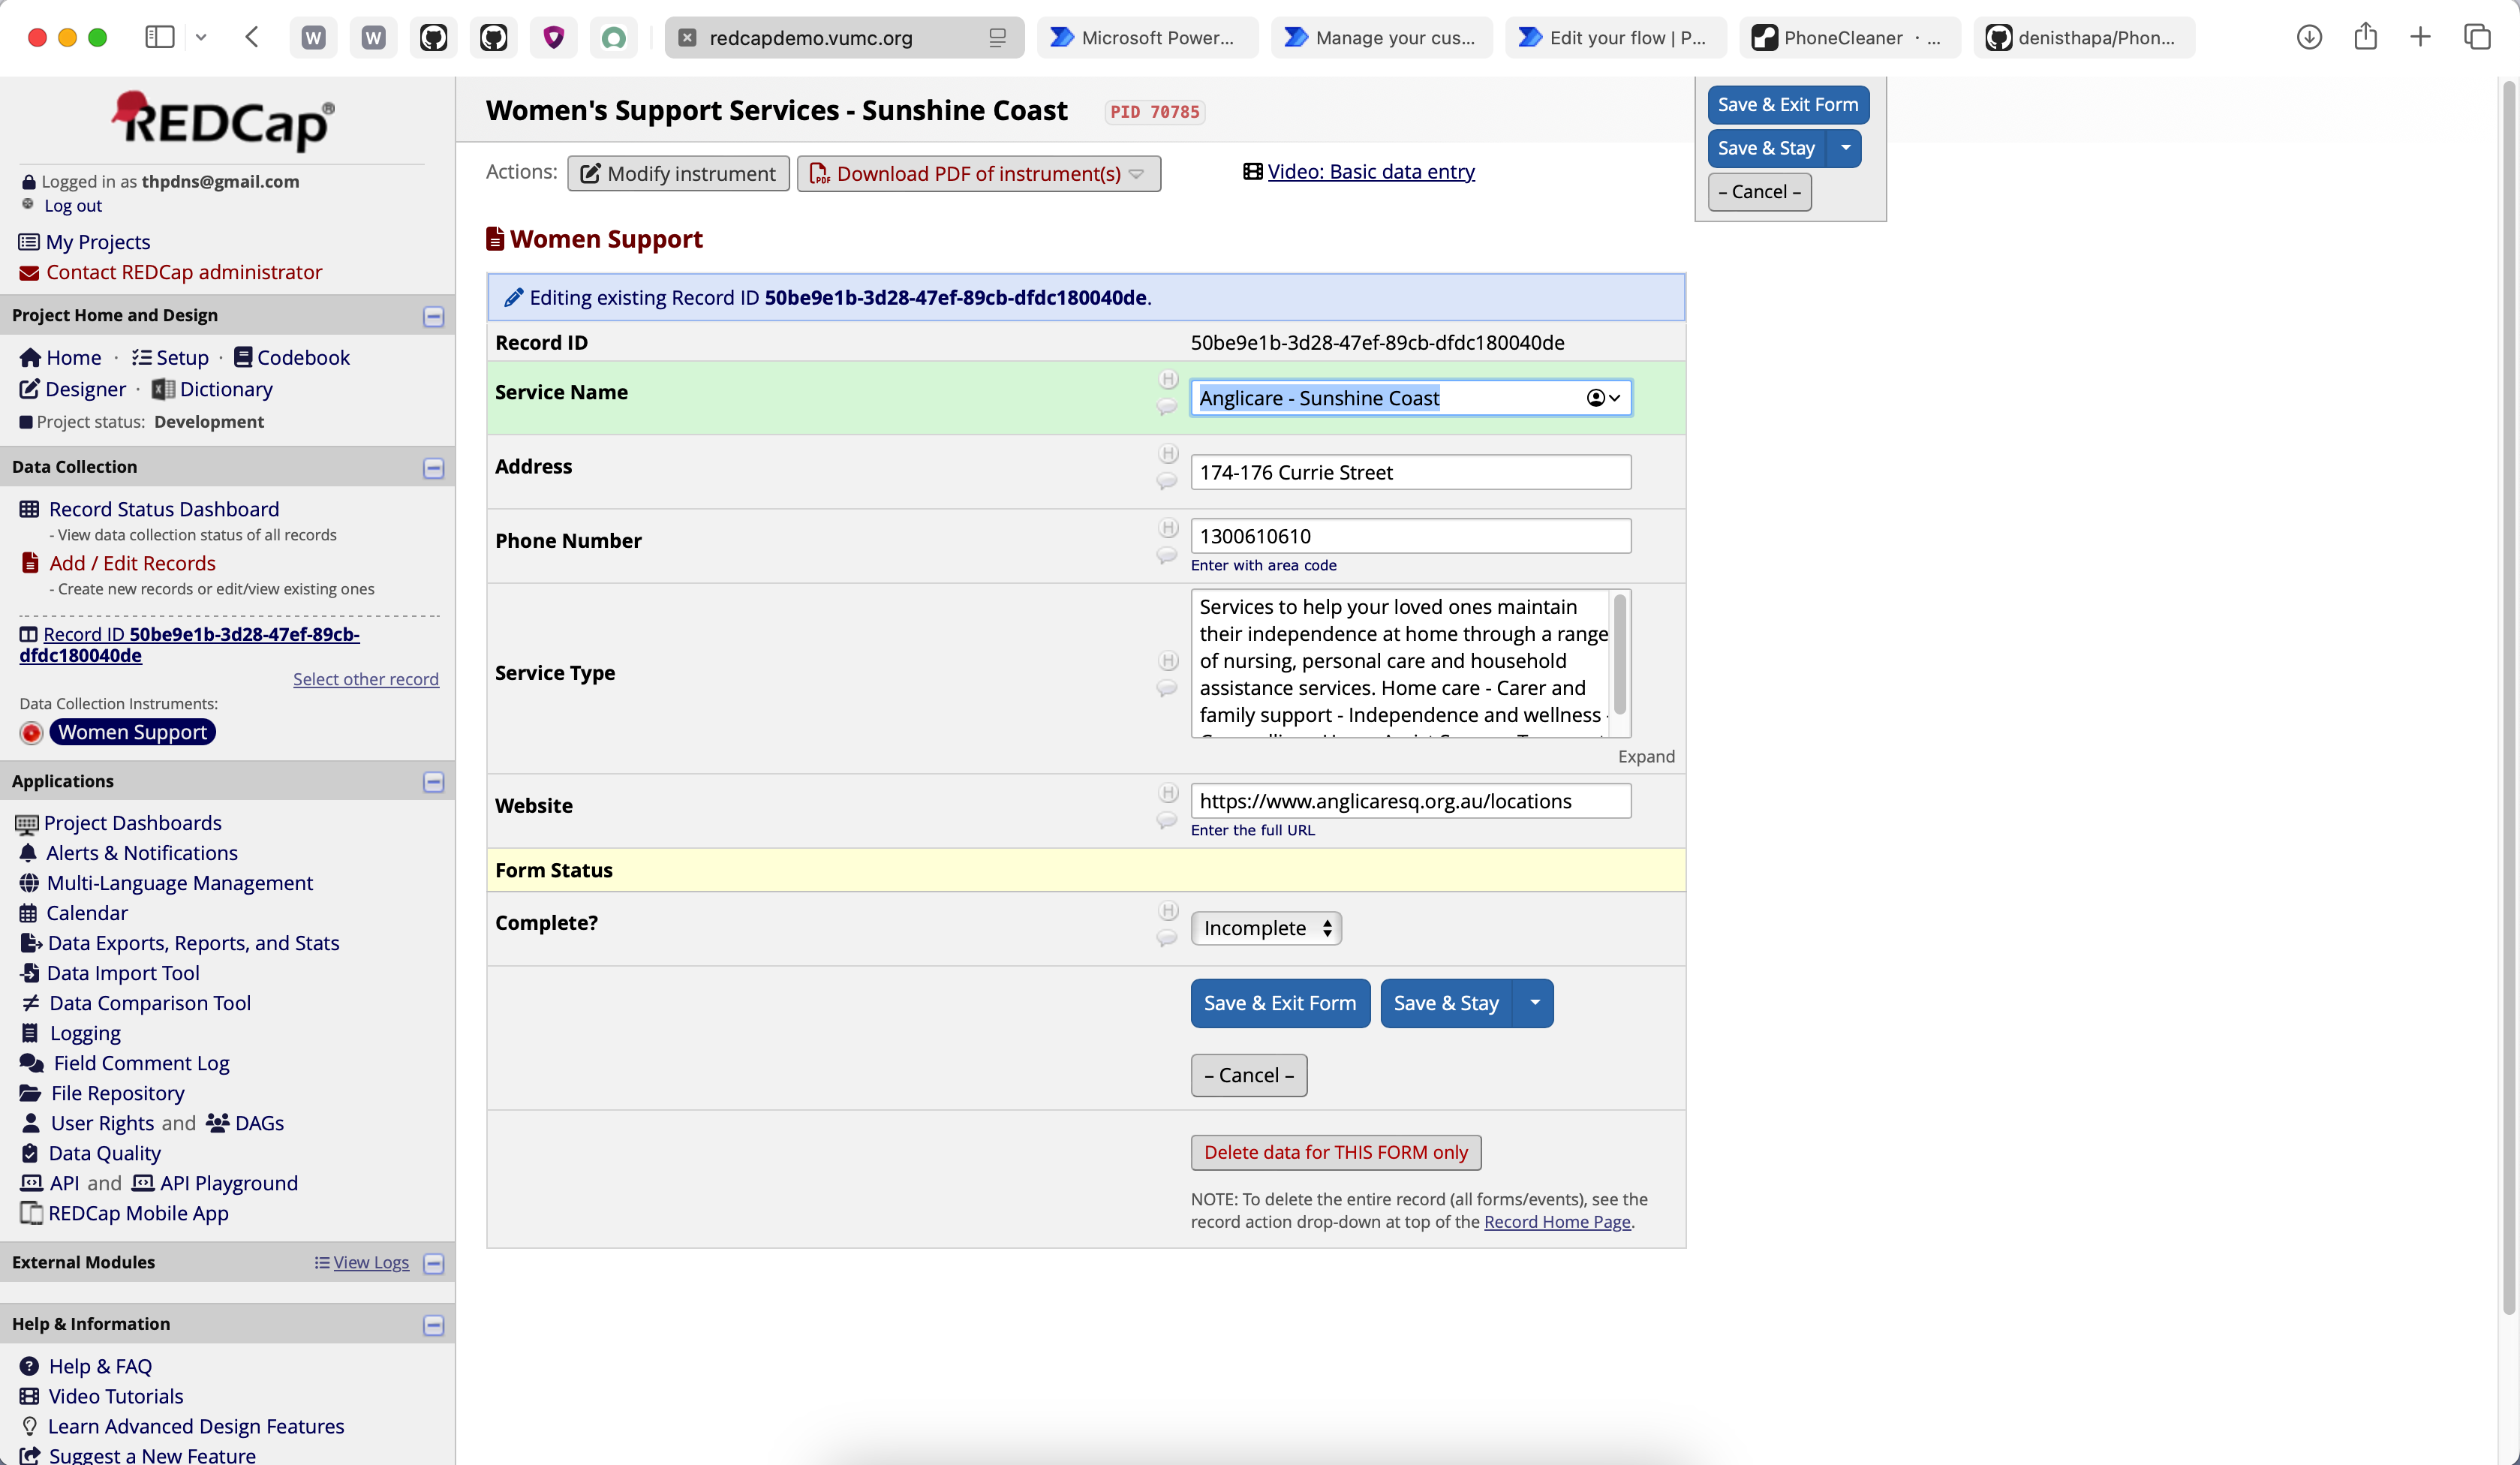 W
W
redcapdemo.vumc.org
Microsoft Power...
Manage your cus...
Edit your flow | P...
PhoneCleaner · ...
denisthapa/Phon...
REDCap®
Logged in as thpdns@gmail.com
Log out
My Projects
Contact REDCap administrator
Project Home and Design
Home · Setup · Codebook
Designer · Dictionary
Project status: Development
Data Collection
Record Status Dashboard
- View data collection status of all records
Add / Edit Records
- Create new records or edit/view existing ones
Record ID 50be9e1b-3d28-47ef-89cb-
dfdc180040de
Select other record
Data Collection Instruments:
Women Support
Applications
Project Dashboards
Alerts & Notifications
Multi-Language Management
Calendar
Data Exports, Reports, and Stats
Data Import Tool
Data Comparison Tool
Logging
Field Comment Log
File Repository
User Rights and DAGs
Data Quality
API and API Playground
REDCap Mobile App
External Modules
View Logs
Help & Information
Help & FAQ
Video Tutorials
Learn Advanced Design Features
Suggest a New Feature
Women's Support Services - Sunshine Coast PID 70785
Actions: Modify instrument PDF Download PDF of instrument(s)
Video: Basic data entry
Save & Exit Form
Save & Stay
– Cancel –
Women Support
Editing existing Record ID 50be9e1b-3d28-47ef-89cb-dfdc180040de.
Record ID 50be9e1b-3d28-47ef-89cb-dfdc180040de
Service Name H Anglicare - Sunshine Coast
Address H 174-176 Currie Street
Phone Number H 1300610610
Enter with area code
Service Type H
Services to help your loved ones maintain
their independence at home through a range
of nursing, personal care and household
assistance services. Home care - Carer and
family support - Independence and wellness -
Expand
Website H https://www.anglicaresq.org.au/locations
Enter the full URL
Form Status
Complete? H Incomplete
Save & Exit Form Save & Stay
– Cancel –
Delete data for THIS FORM only
NOTE: To delete the entire record (all forms/events), see the
record action drop-down at top of the Record Home Page.